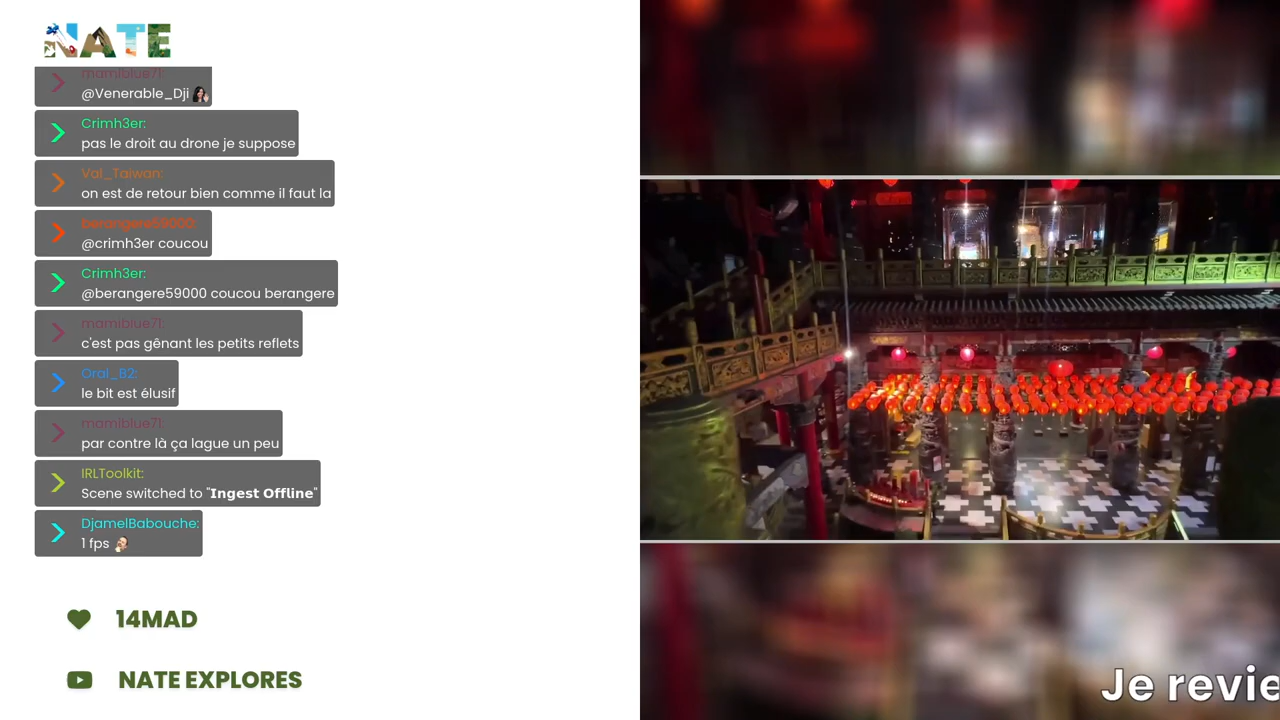 NATE
mamiblue71:
@Venerable_Dji
Crimh3er:
pas le droit au drone je suppose
Val_Taiwan:
on est de retour bien comme il faut la
berangere59000:
@crimh3er coucou
Crimh3er:
@berangere59000 coucou berangere
mamiblue71:
c'est pas gênant les petits reflets
Oral_B2:
le bit est élusif
mamiblue71:
par contre là ça lague un peu
IRLToolkit:
Scene switched to "Ingest Offline"
DjamelBabouche:
1 fps
14MAD
NATE EXPLORES
Je revie